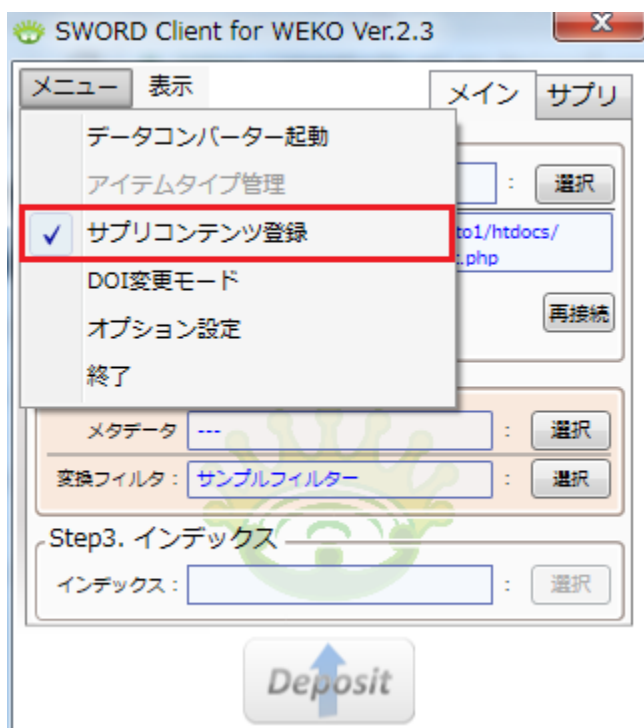 SWORD Client for WEKO Ver.2.3
メニュー 表示
メイン サプリ
データコンバーター起動
アイテムタイプ管理
: 選択
✓ サプリコンテンツ登録
to1/htdocs/
.php
DOI変更モード
オプション設定
再接続
終了
メタデータ --- : 選択
変換フィルタ : サンプルフィルター : 選択
Step3. インデックス
インデックス : : 選択
Deposit